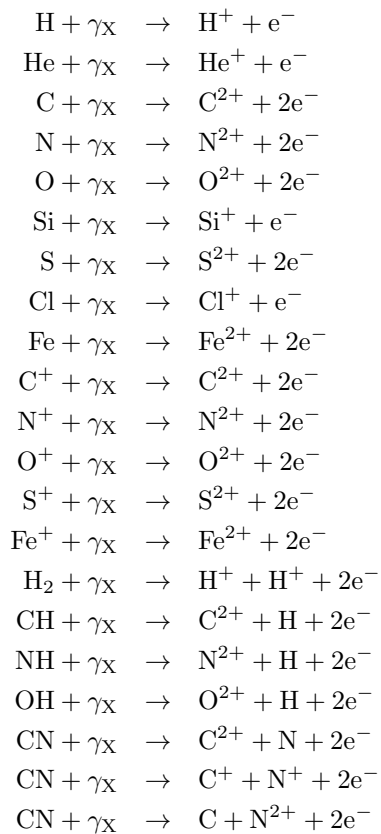 H + γX → H⁺ + e⁻
He + γX → He⁺ + e⁻
C + γX → C²⁺ + 2e⁻
N + γX → N²⁺ + 2e⁻
O + γX → O²⁺ + 2e⁻
Si + γX → Si⁺ + e⁻
S + γX → S²⁺ + 2e⁻
Cl + γX → Cl⁺ + e⁻
Fe + γX → Fe²⁺ + 2e⁻
C⁺ + γX → C²⁺ + 2e⁻
N⁺ + γX → N²⁺ + 2e⁻
O⁺ + γX → O²⁺ + 2e⁻
S⁺ + γX → S²⁺ + 2e⁻
Fe⁺ + γX → Fe²⁺ + 2e⁻
H₂ + γX → H⁺ + H⁺ + 2e⁻
CH + γX → C²⁺ + H + 2e⁻
NH + γX → N²⁺ + H + 2e⁻
OH + γX → O²⁺ + H + 2e⁻
CN + γX → C²⁺ + N + 2e⁻
CN + γX → C⁺ + N⁺ + 2e⁻
CN + γX → C + N²⁺ + 2e⁻